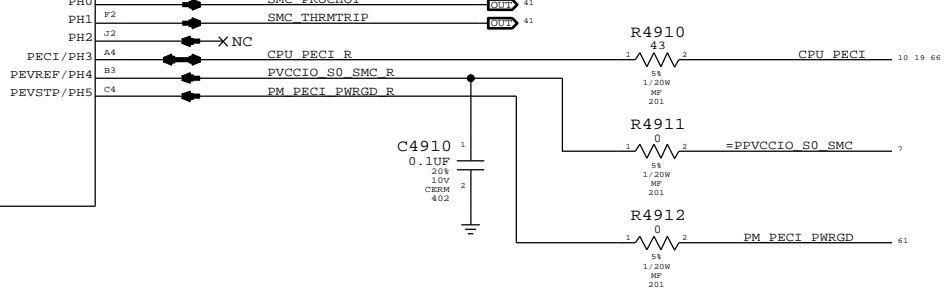 PH0 SMC_PROCHOT OUT 41
PH1 F2 SMC_THRMTRIP OUT 41
PH2 J2 NC
PECI/PH3 A4 CPU_PECI_R
PEVREF/PH4 B3 PVCCIO_S0_SMC_R
PEVSTP/PH5 C4 PM_PECI_PWRGD_R
R4910
43
1 2 CPU_PECI 10 19 66
5%
1/20W
MF
201
R4911
0
1 2 =PPVCCIO_S0_SMC 7
5%
1/20W
MF
201
C4910 1
0.1UF
20%
10V
CERM 2
402
R4912
0
1 2 PM_PECI_PWRGD 61
5%
1/20W
MF
201